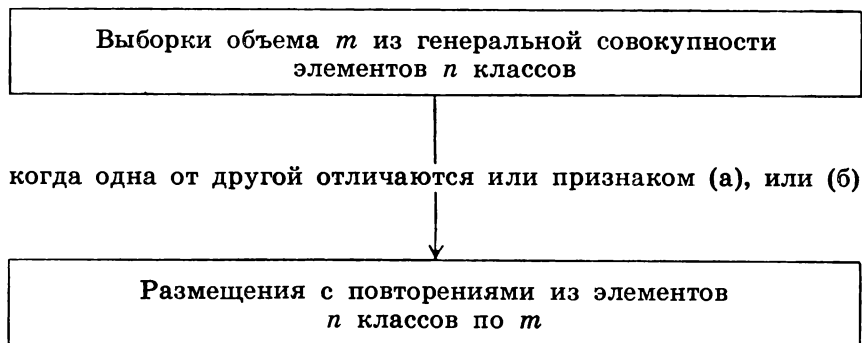 Выборки объема m из генеральной совокупности
элементов n классов
когда одна от другой отличаются или признаком (а), или (б)
Размещения с повторениями из элементов
n классов по m